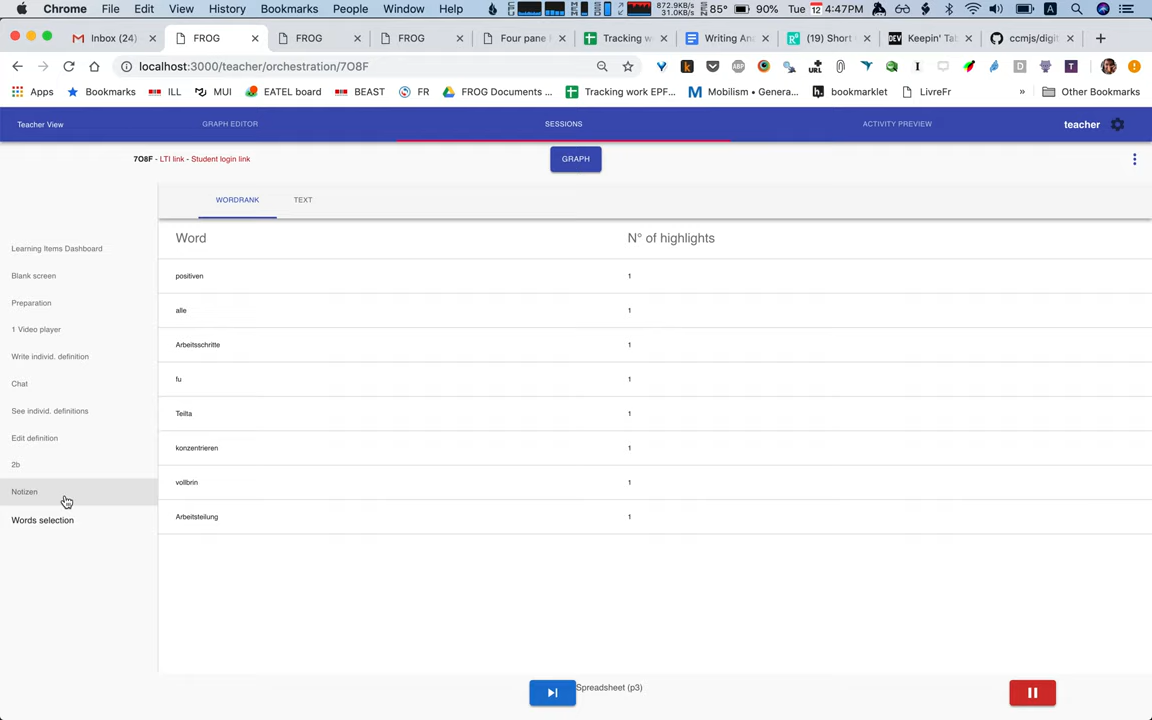 Chrome File Edit View History Bookmarks People Window Help 872.9KB/s 31.0KB/s 85° 90% Tue 12 4:47PM
Inbox (24) FROG FROG FROG Four pane Tracking w Writing An (19) Short Keepin' Ta ccmjs/digit
localhost:3000/teacher/orchestration/7O8F
Apps Bookmarks ILL MUI EATEL board BEAST FR FROG Documents ... Tracking work EPF... Mobilism • Genera... bookmarklet LivreFr » Other Bookmarks
Teacher View GRAPH EDITOR SESSIONS ACTIVITY PREVIEW teacher
7O8F - LTI link - Student login link GRAPH
WORDRANK TEXT
Word N° of highlights
Learning Items Dashboard
Blank screen positiven 1
Preparation alle 1
1 Video player
Write individ. definition Arbeitsschritte 1
Chat fu 1
See individ. definitions Teilta 1
Edit definition konzentrieren 1
2b
Notizen vollbrin 1
Words selection Arbeitsteilung 1
Spreadsheet (p3)